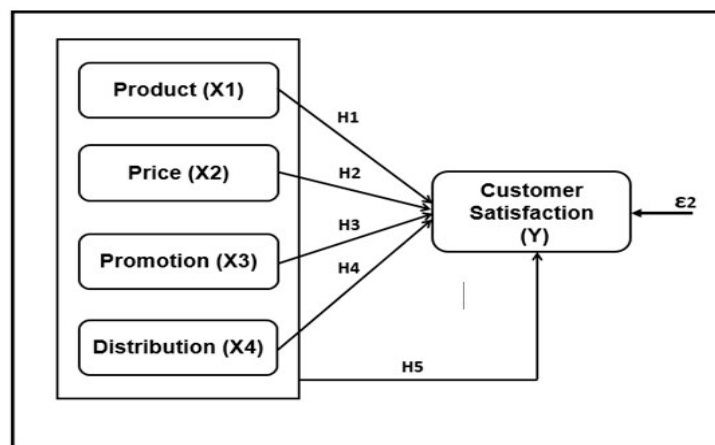 Product (X1)
H1
Price (X2)
H2
Customer
Satisfaction
(Y)
ε2
Promotion (X3)
H3
H4
Distribution (X4)
H5